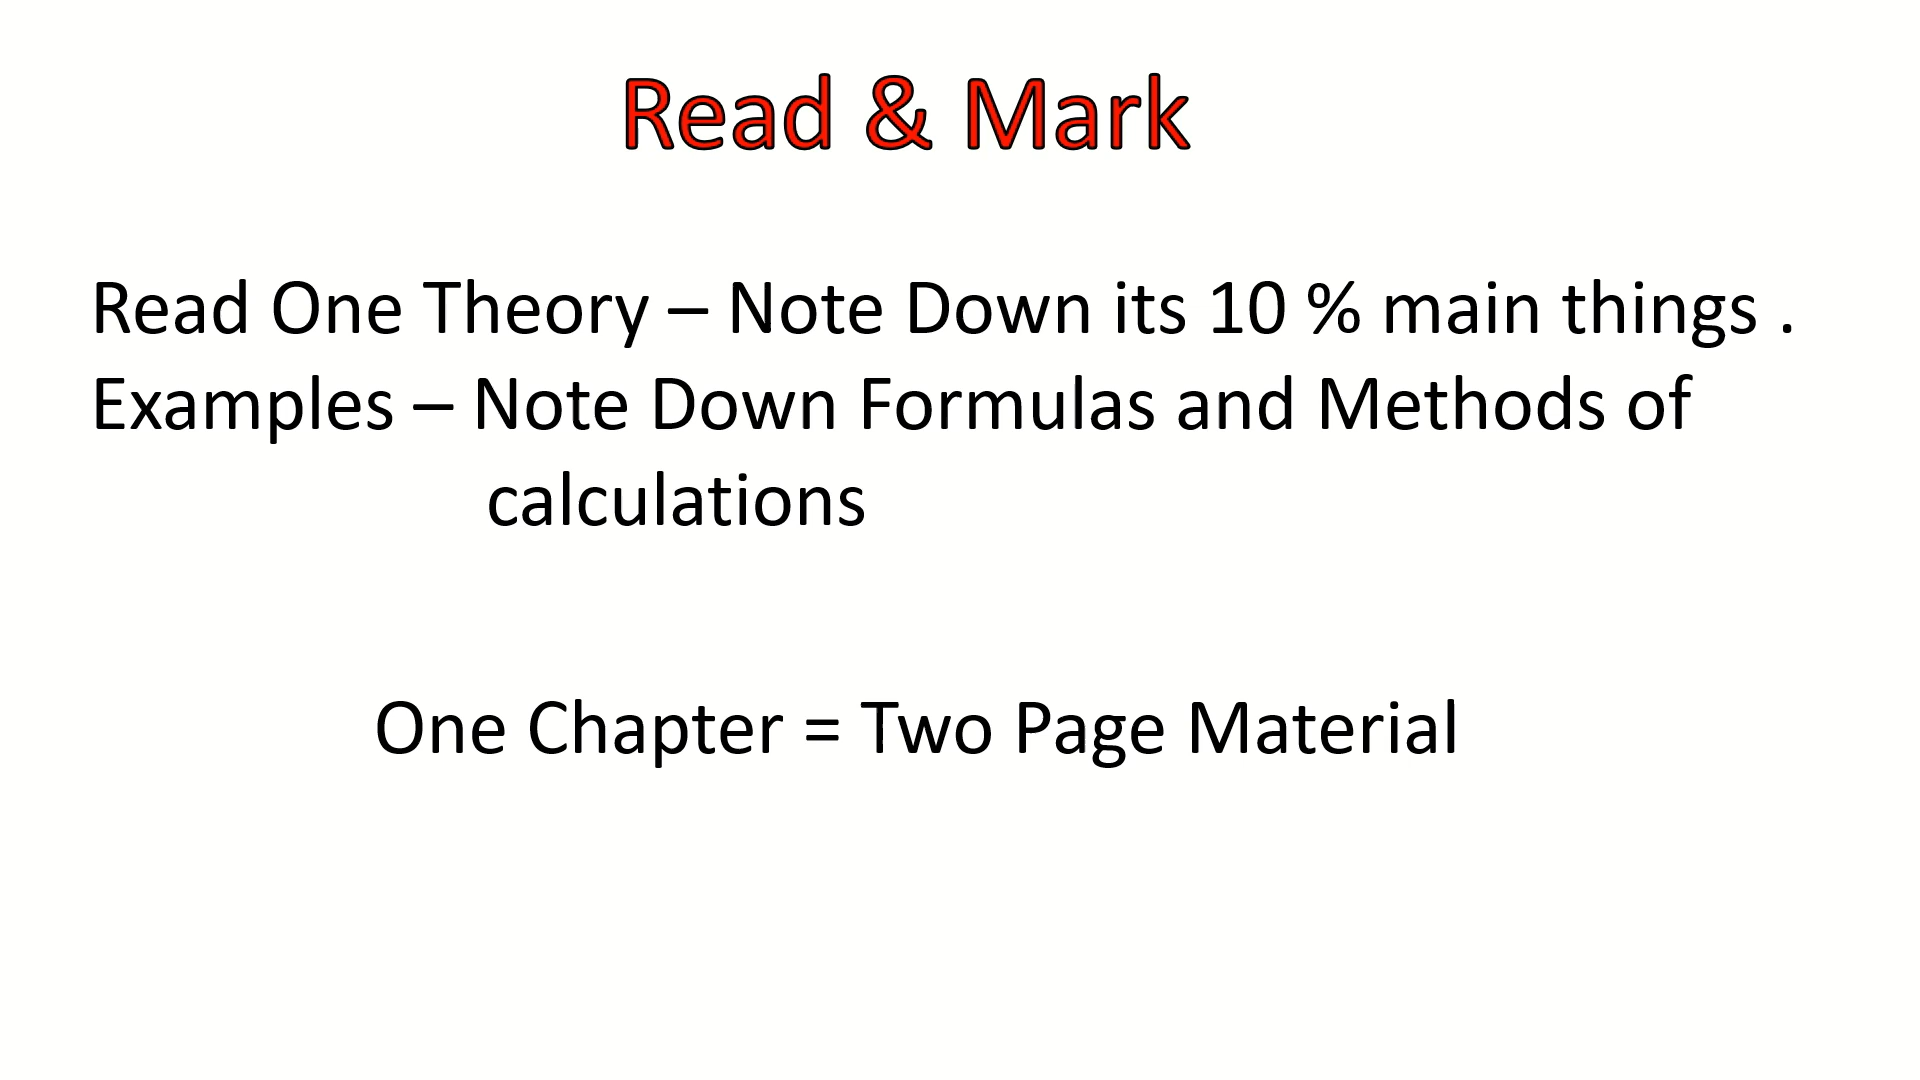 Read & Mark
Read One Theory – Note Down its 10 % main things .
Examples – Note Down Formulas and Methods of
calculations
One Chapter = Two Page Material